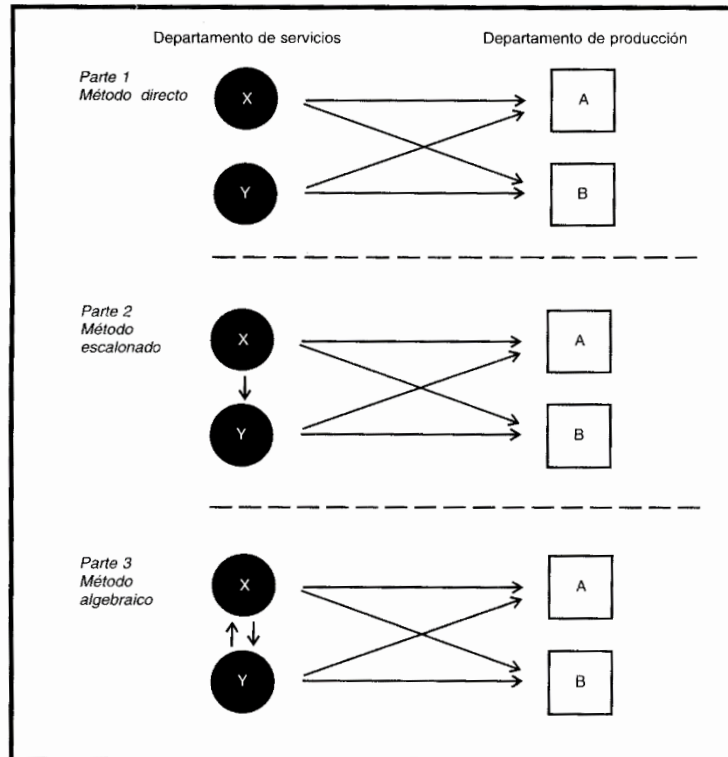 Departamento de servicios
Departamento de producción
Parte 1
Método directo
X
A
Y
B
Parte 2
Método
escalonado
X
A
Y
B
Parte 3
Método
algebraico
X
A
Y
B